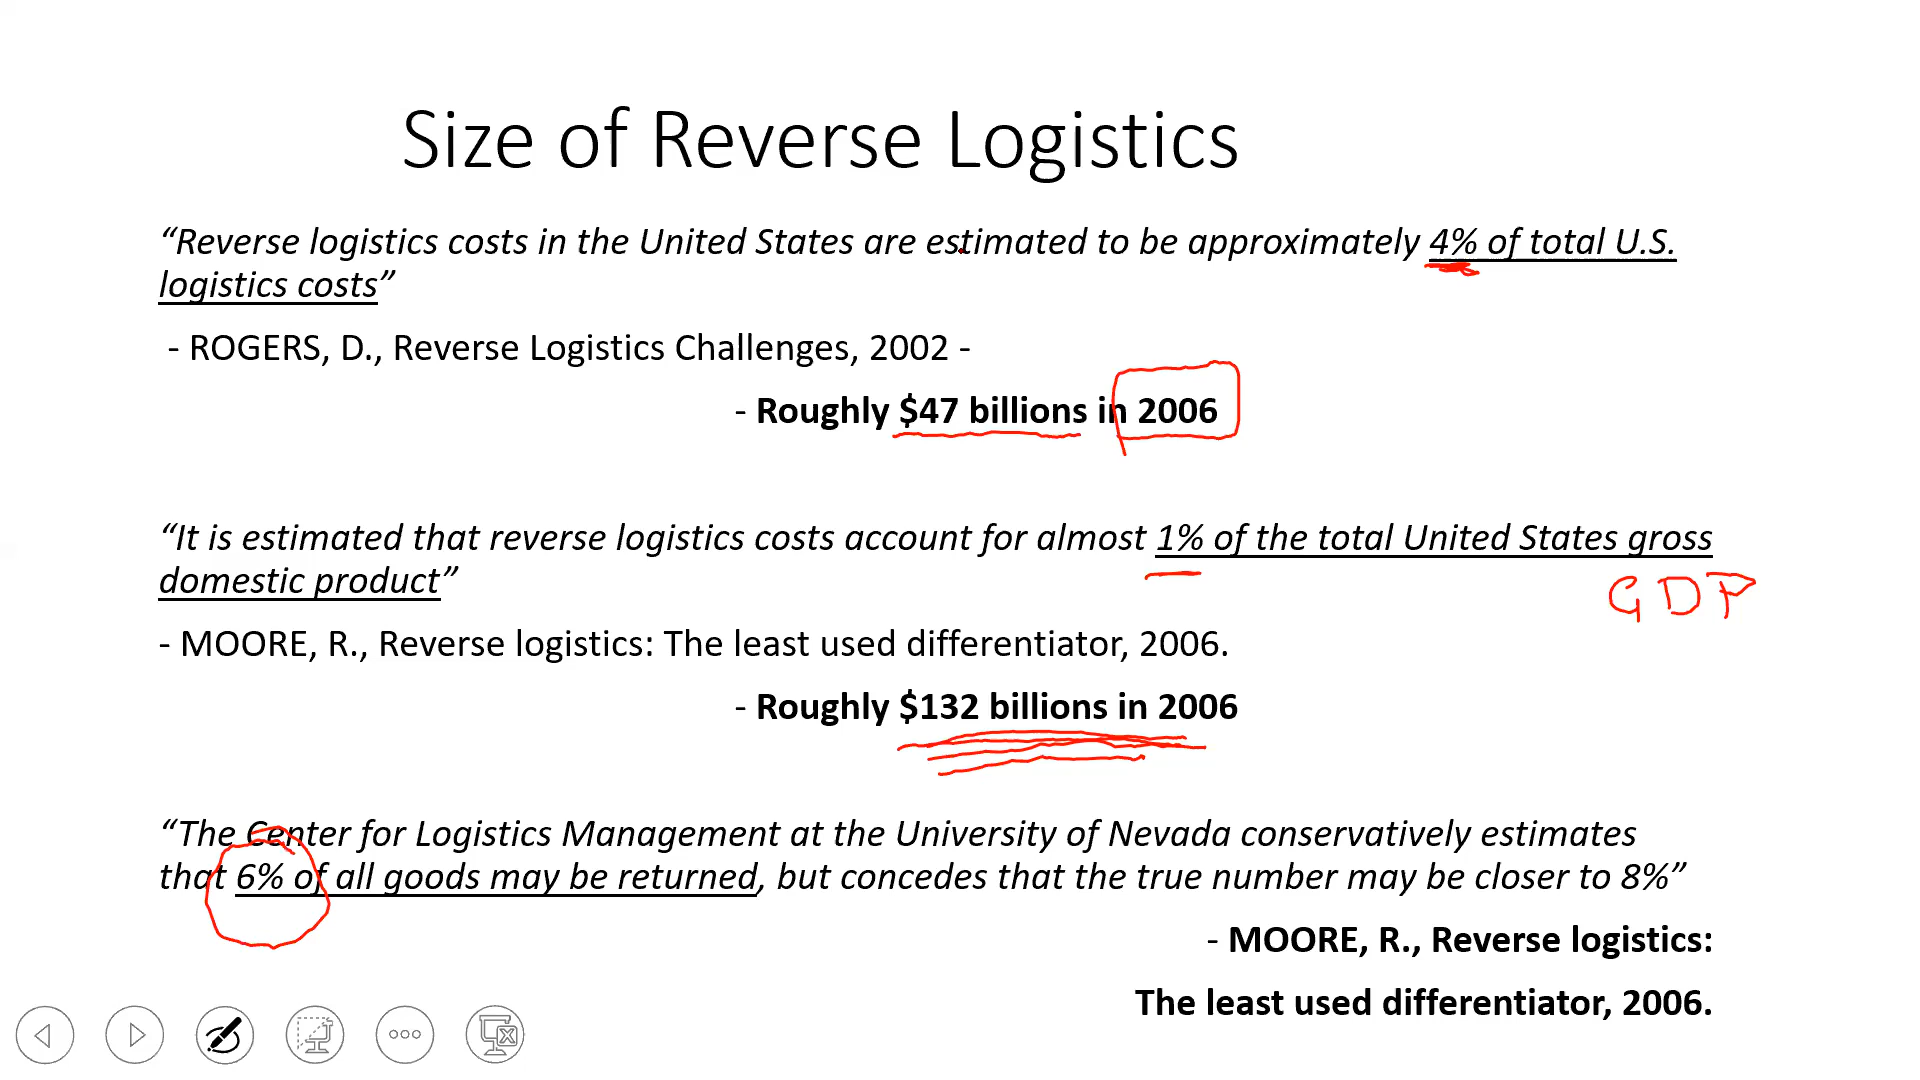 Size of Reverse Logistics
“Reverse logistics costs in the United States are estimated to be approximately 4% of total U.S.
logistics costs”
- ROGERS, D., Reverse Logistics Challenges, 2002 -
- Roughly $47 billions in 2006
“It is estimated that reverse logistics costs account for almost 1% of the total United States gross
domestic product”
GDP
- MOORE, R., Reverse logistics: The least used differentiator, 2006.
- Roughly $132 billions in 2006
“The Center for Logistics Management at the University of Nevada conservatively estimates
that 6% of all goods may be returned, but concedes that the true number may be closer to 8%”
- MOORE, R., Reverse logistics:
The least used differentiator, 2006.